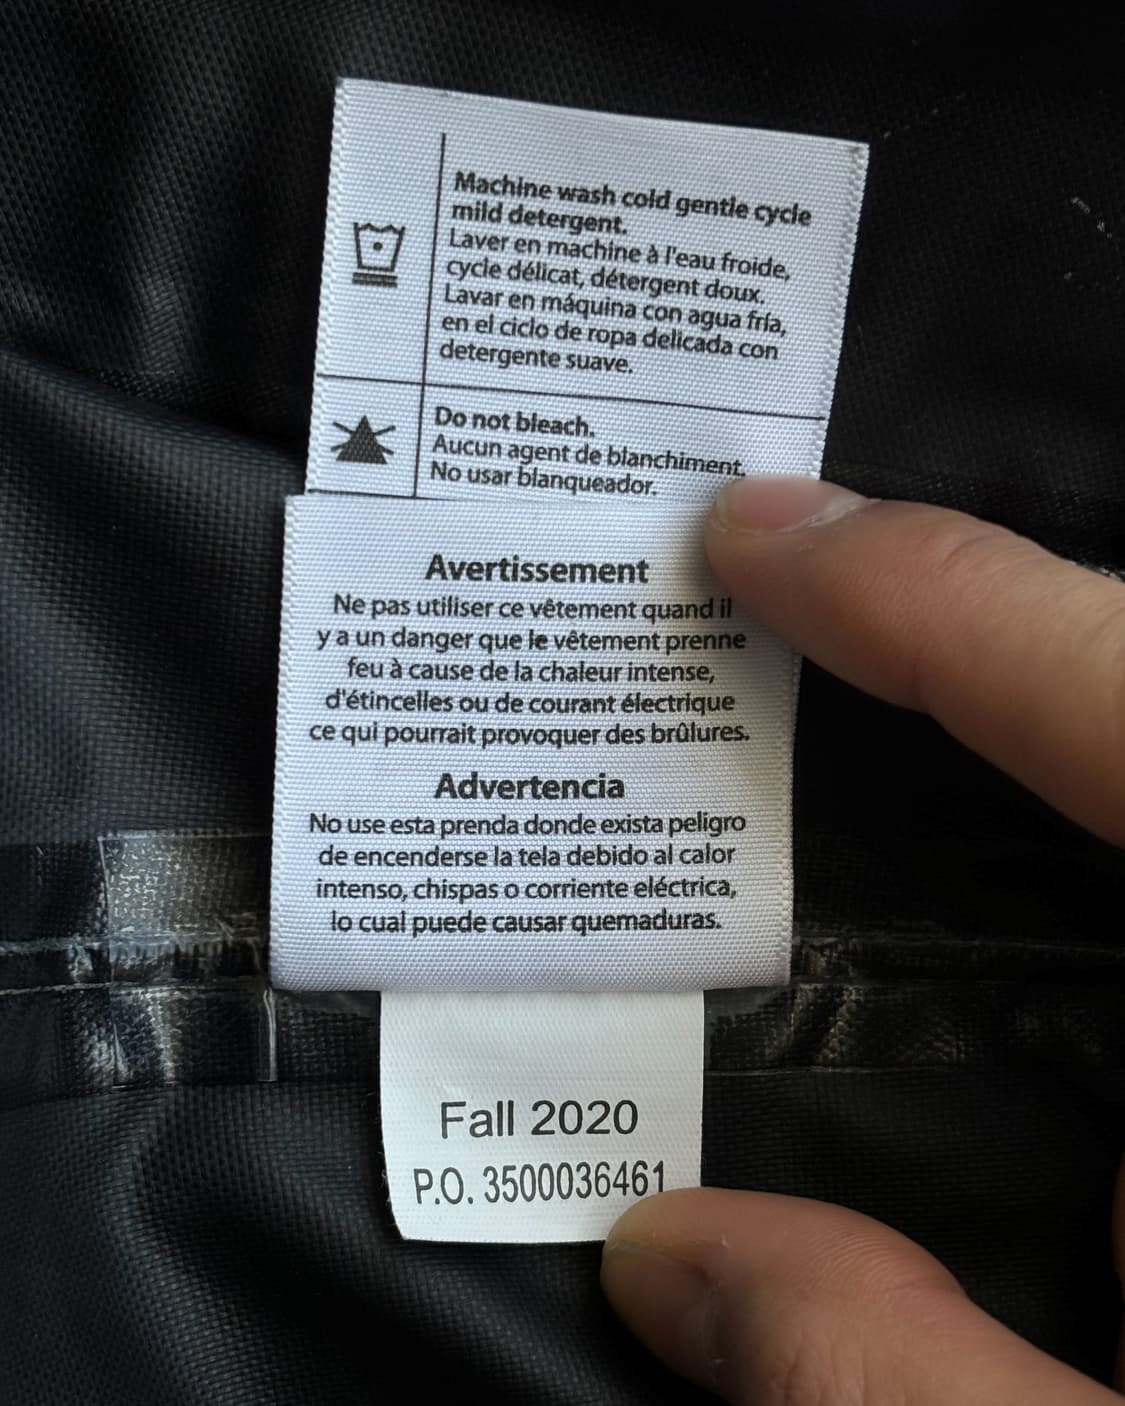 Machine wash cold gentle cycle
mild detergent.
Laver en machine à l'eau froide,
cycle délicat, détergent doux.
Lavar en máquina con agua fría,
en el ciclo de ropa delicada con
detergente suave.
Do not bleach.
Aucun agent de blanchiment.
No usar blanqueador.
Avertissement
Ne pas utiliser ce vêtement quand il
y a un danger que le vêtement prenne
feu à cause de la chaleur intense,
d'étincelles ou de courant électrique
ce qui pourrait provoquer des brûlures.
Advertencia
No use esta prenda donde exista peligro
de encenderse la tela debido al calor
intenso, chispas o corriente eléctrica,
lo cual puede causar quemaduras.
Fall 2020
P.O. 3500036461